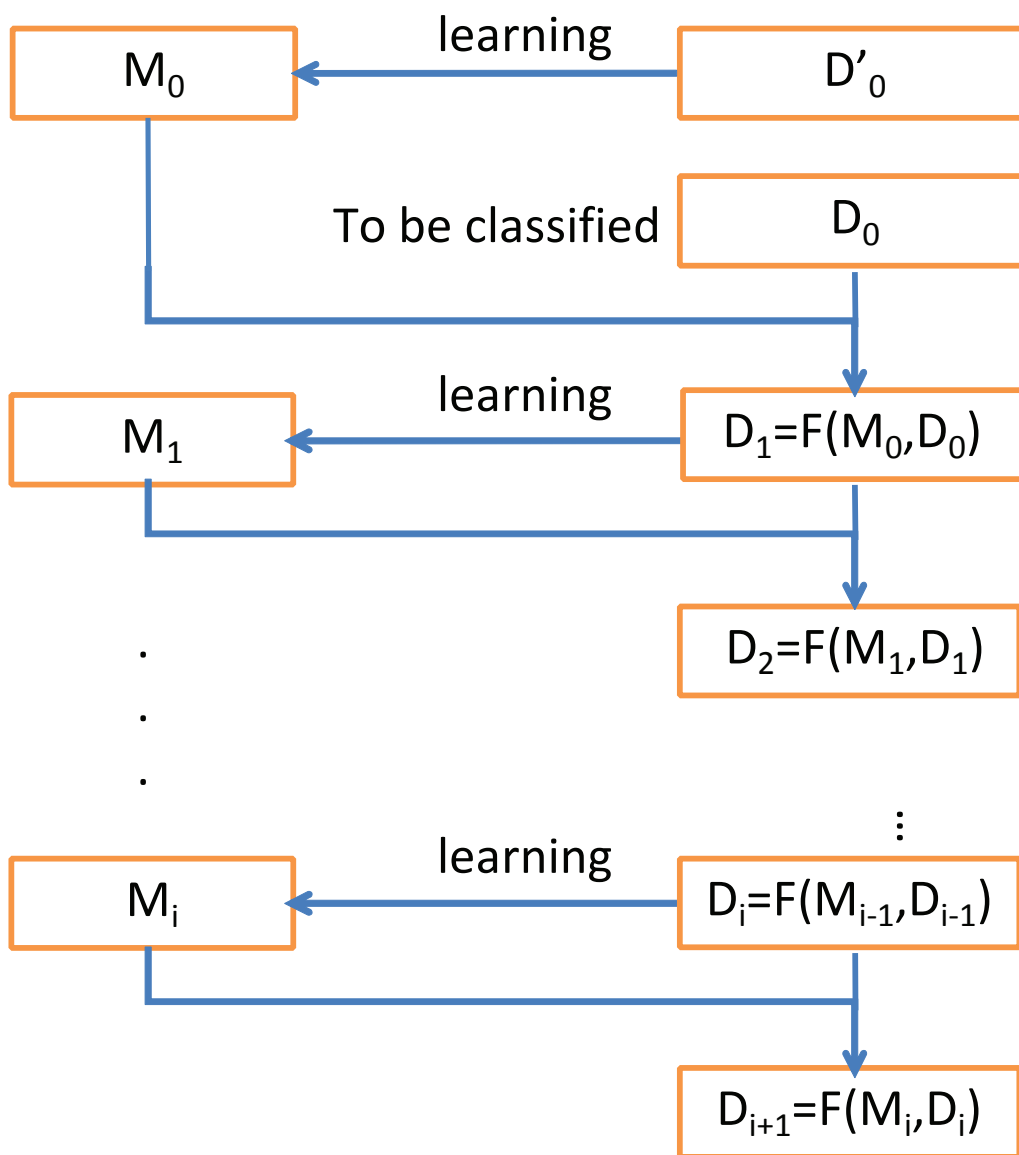 learning
M₀
D’₀
To be classified
D₀
learning
M₁
D₁=F(M₀,D₀)
D₂=F(M₁,D₁)
.
.
.
...
learning
Mᵢ
Dᵢ=F(Mᵢ₋₁,Dᵢ₋₁)
Dᵢ₊₁=F(Mᵢ,Dᵢ)